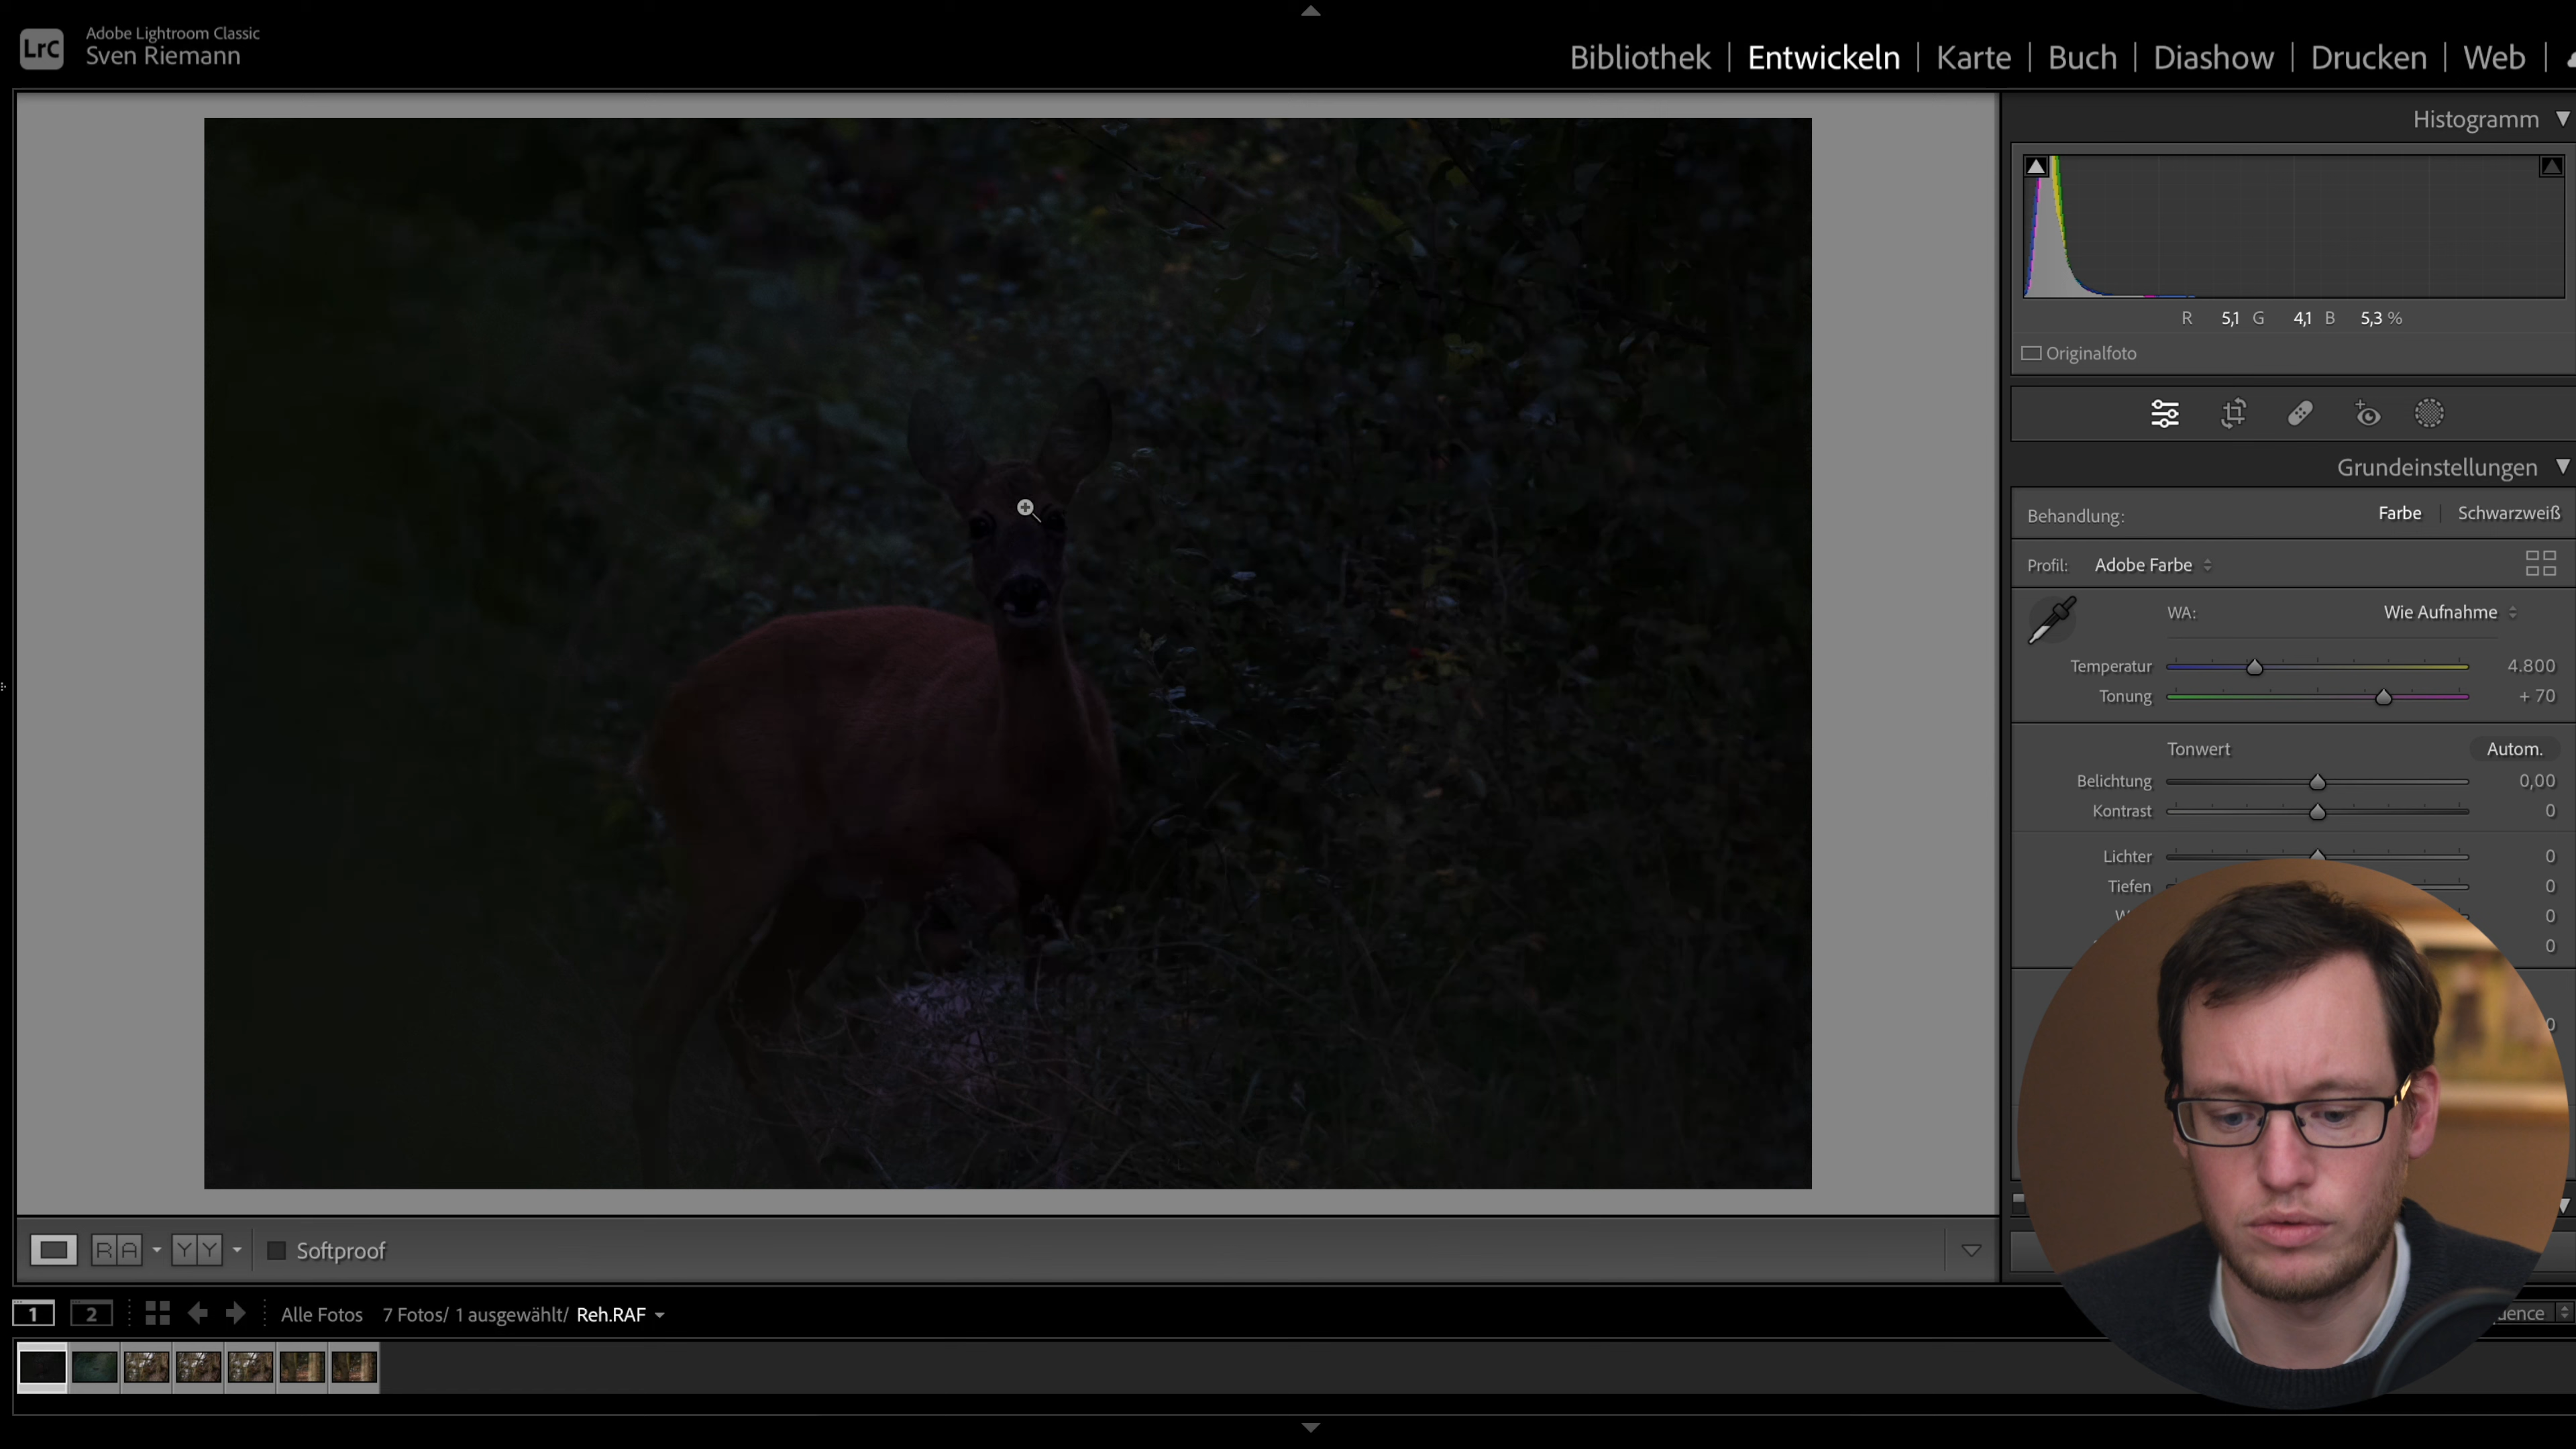 LrC
Adobe Lightroom Classic
Sven Riemann
Bibliothek | Entwickeln | Karte | Buch | Diashow | Drucken | Web |
Histogramm
R 5,1 G 4,1 B 5,3 %
Originalfoto
Grundeinstellungen
Behandlung: Farbe | Schwarzweiß
Profil: Adobe Farbe
WA: Wie Aufnahme
Temperatur 4.800
Tonung + 70
Tonwert Autom.
Belichtung 0,00
Kontrast 0
Lichter 0
Tiefen 0
0
0
RA YY Softproof
1 2 Alle Fotos 7 Fotos/ 1 ausgewählt/ Reh.RAF